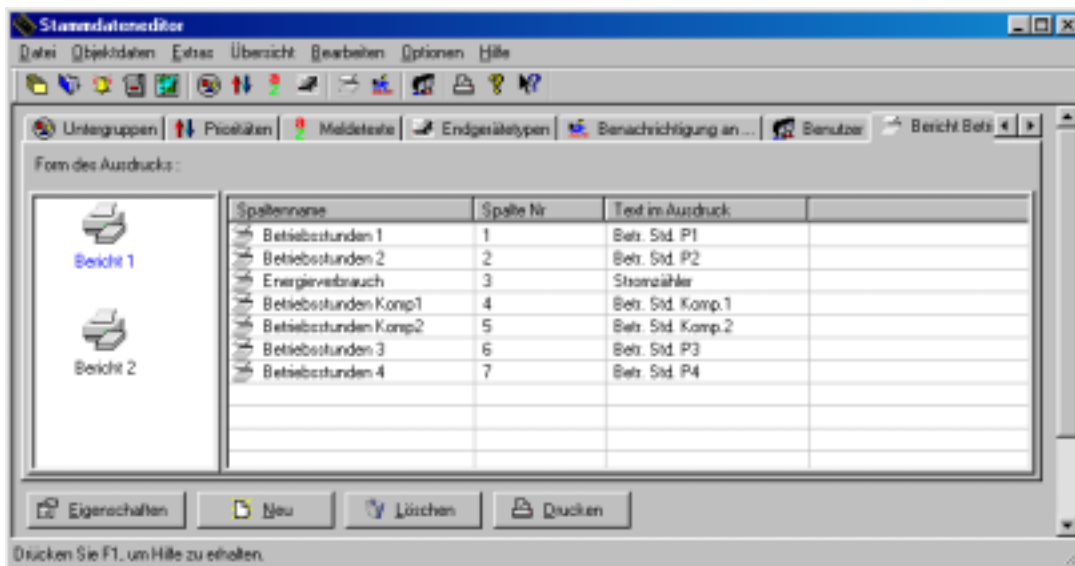 Stammdateneditor
Datei Objektdaten Extras Übersicht Bearbeiten Optionen Hilfe
Untergruppen Prioritäten Meldetexte Endgerätetypen Benachrichtigung an ... Benutzer Bericht Betri
Form des Ausdrucks :
Bericht 1
Bericht 2
Spaltenname Spalte Nr Text im Ausdruck
Betriebsstunden 1 1 Betr. Std. P1
Betriebsstunden 2 2 Betr. Std. P2
Energieverbrauch 3 Stromzähler
Betriebsstunden Komp1 4 Betr. Std. Komp.1
Betriebsstunden Komp2 5 Betr. Std. Komp.2
Betriebsstunden 3 6 Betr. Std. P3
Betriebsstunden 4 7 Betr. Std. P4
Eigenschaften Neu Löschen Drucken
Drücken Sie F1, um Hilfe zu erhalten.